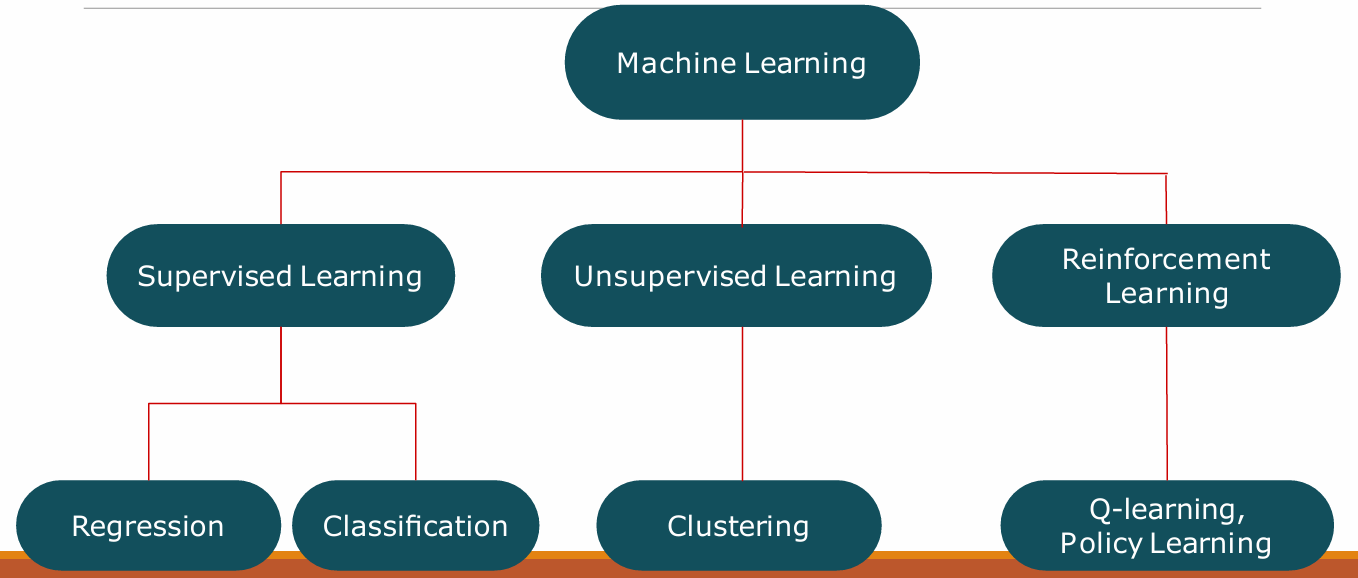 Machine Learning
Supervised Learning
Unsupervised Learning
Reinforcement
Learning
Regression
Classification
Clustering
Q-learning,
Policy Learning